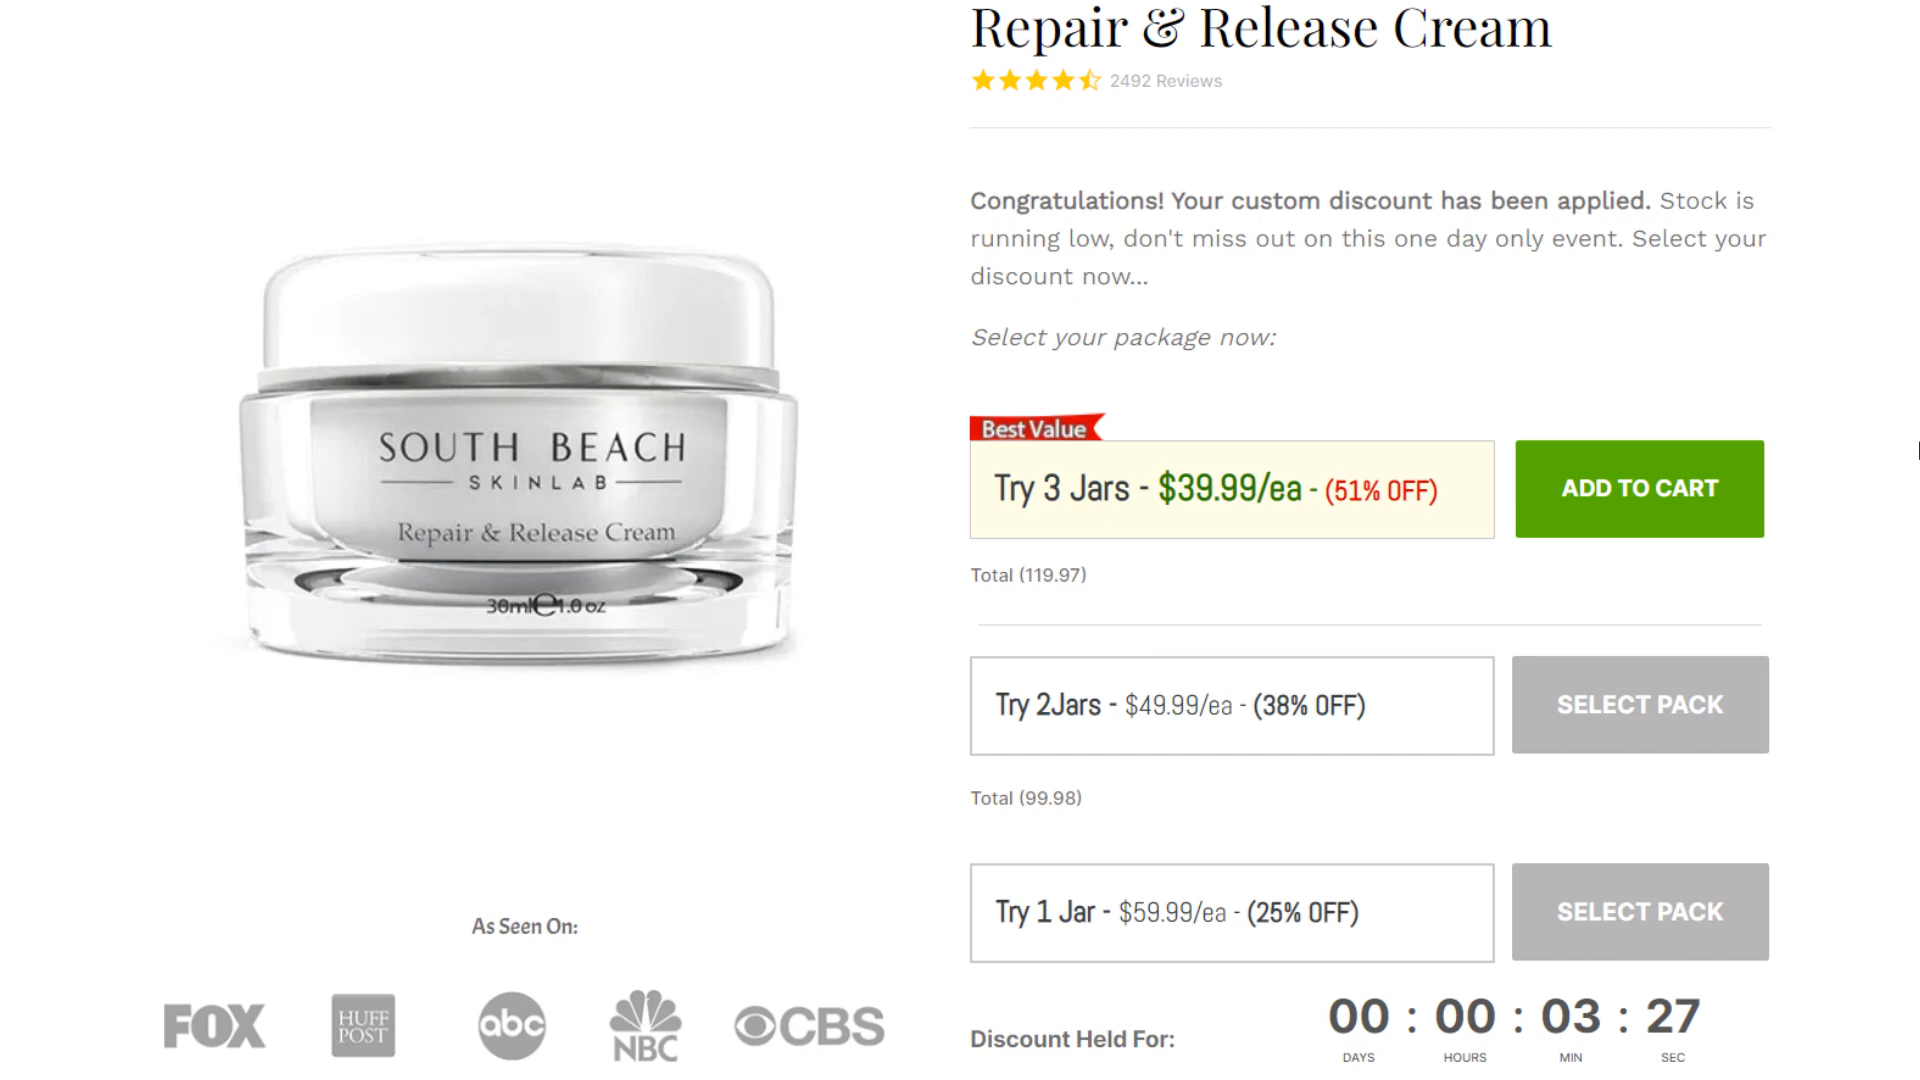 Repair & Release Cream
2492 Reviews
Congratulations! Your custom discount has been applied. Stock is
running low, don't miss out on this one day only event. Select your
discount now...
Select your package now:
Best Value
Try 3 Jars - $39.99/ea - (51% OFF)
ADD TO CART
Total (119.97)
Try 2Jars - $49.99/ea - (38% OFF)
SELECT PACK
Total (99.98)
Try 1 Jar - $59.99/ea - (25% OFF)
SELECT PACK
Discount Held For:
00 : 00 : 03 : 27
DAYS HOURS MIN SEC
SOUTH BEACH
SKINLAB
Repair & Release Cream
30ml℮1.0 oz
As Seen On:
FOX
HUFF
POST
abc
NBC
CBS